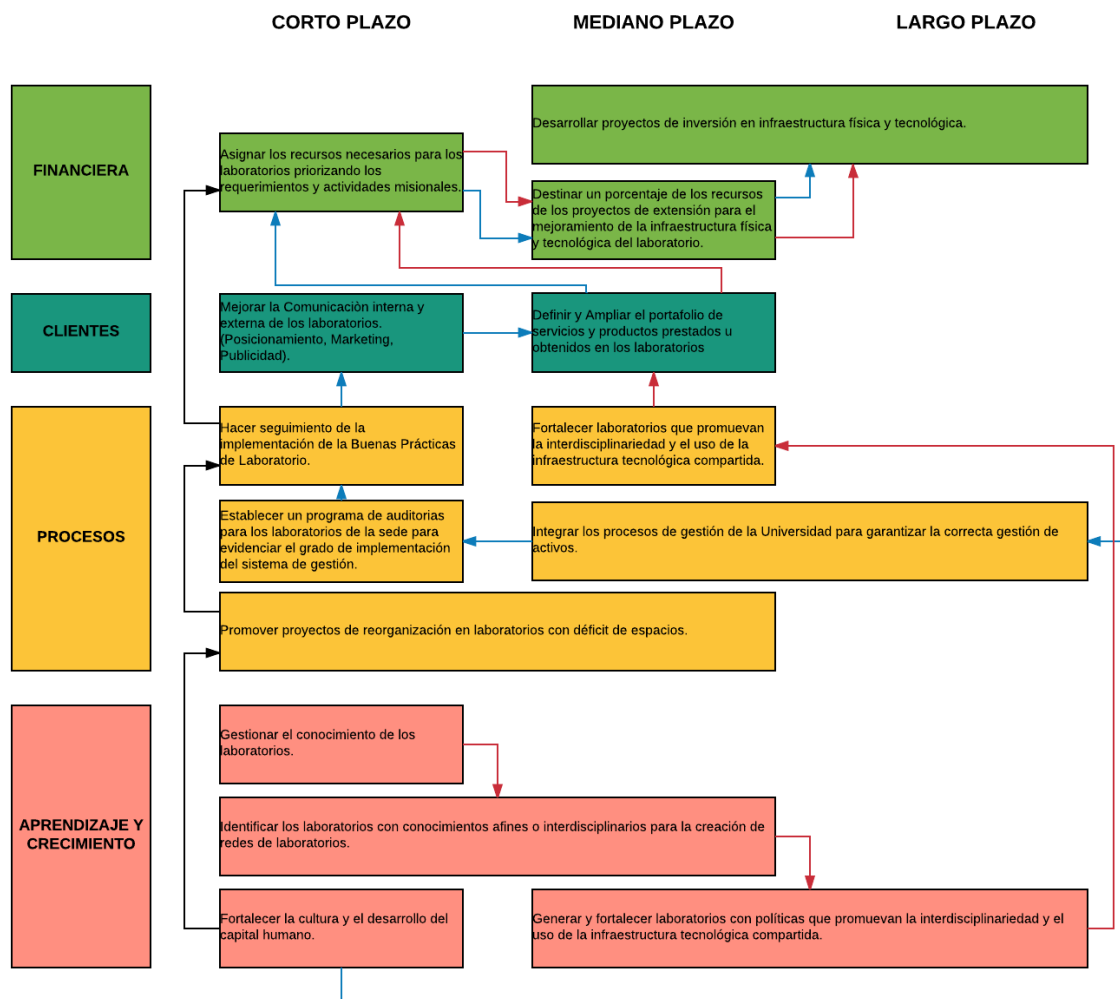 CORTO PLAZO
MEDIANO PLAZO
LARGO PLAZO
FINANCIERA
Desarrollar proyectos de inversión en infraestructura física y tecnológica.
Asignar los recursos necesarios para los
laboratorios priorizando los
requerimientos y actividades misionales.
Destinar un porcentaje de los recursos
de los proyectos de extensión para el
mejoramiento de la infraestructura física
y tecnológica del laboratorio.
CLIENTES
Mejorar la Comunicaciòn interna y
externa de los laboratorios.
(Posicionamiento, Marketing,
Publicidad).
Definir y Ampliar el portafolio de
servicios y productos prestados u
obtenidos en los laboratorios
PROCESOS
Hacer seguimiento de la
implementación de la Buenas Prácticas
de Laboratorio.
Fortalecer laboratorios que promuevan
la interdisciplinariedad y el uso de la
infraestructura tecnológica compartida.
Establecer un programa de auditorias
para los laboratorios de la sede para
evidenciar el grado de implementación
del sistema de gestión.
Integrar los procesos de gestión de la Universidad para garantizar la correcta gestión de
activos.
Promover proyectos de reorganización en laboratorios con déficit de espacios.
APRENDIZAJE Y
CRECIMIENTO
Gestionar el conocimiento de los
laboratorios.
Identificar los laboratorios con conocimientos afines o interdisciplinarios para la creación de
redes de laboratorios.
Fortalecer la cultura y el desarrollo del
capital humano.
Generar y fortalecer laboratorios con políticas que promuevan la interdisciplinariedad y el
uso de la infraestructura tecnológica compartida.